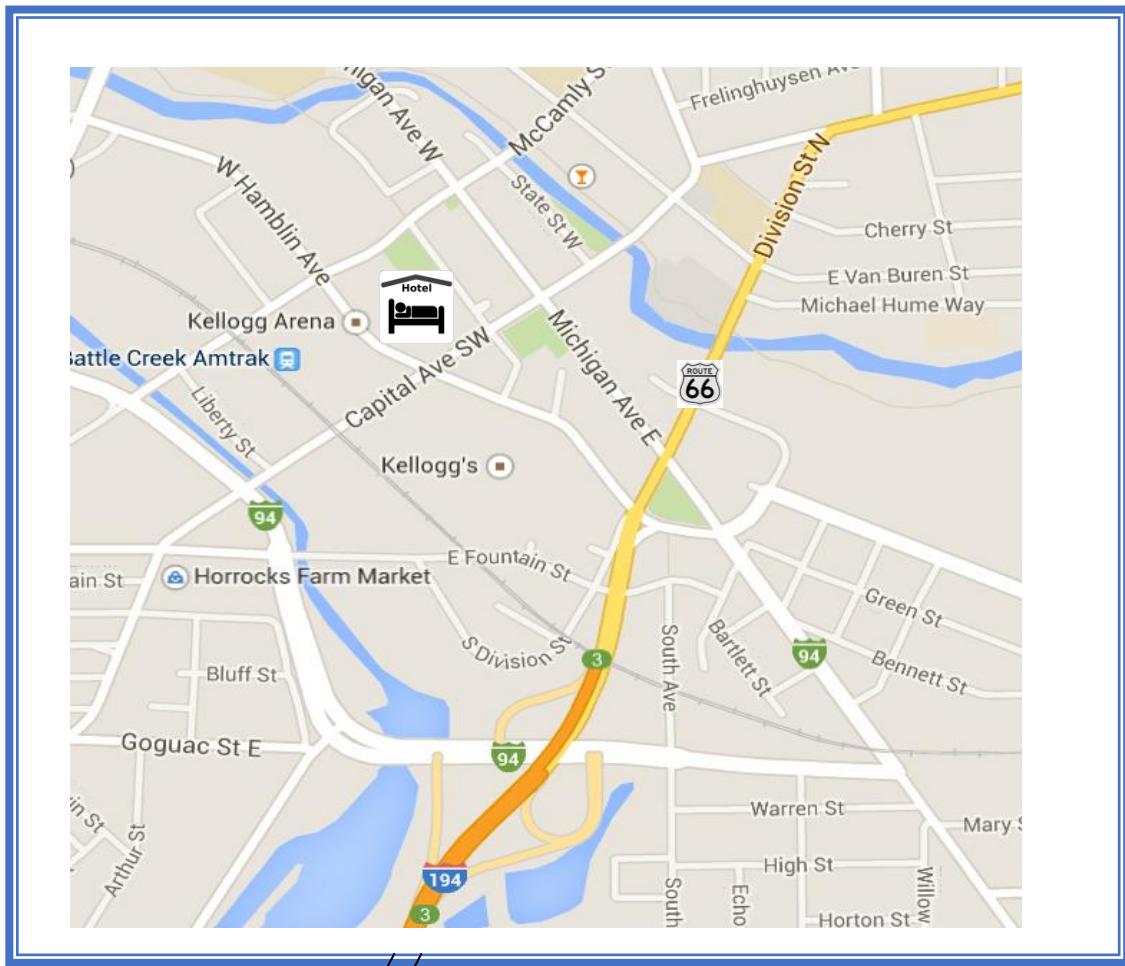 Frelinghuysen Ave
higan Ave W
McCamly S
W Hamblin Ave
State St W
Division St N
Cherry St
E Van Buren St
Michael Hume Way
Hotel
Kellogg Arena
Battle Creek Amtrak
Capital Ave SW
Michigan Ave E
ROUTE
66
Liberty St
Kellogg's
94
E Fountain St
ain St
Horrocks Farm Market
Green St
S Division St
South Ave
Bartlett St
94
Bennett St
3
Bluff St
Goguac St E
94
Warren St
Mary S
in St
Arthur St
High St
194
South
Echo
Willow
3
Horton St